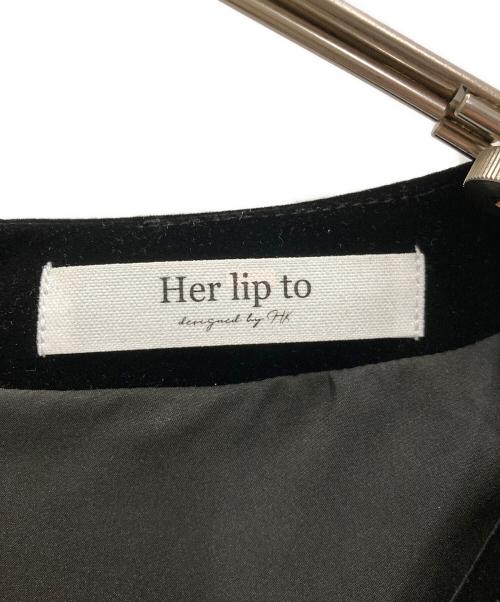 Her lip to
designed by HK